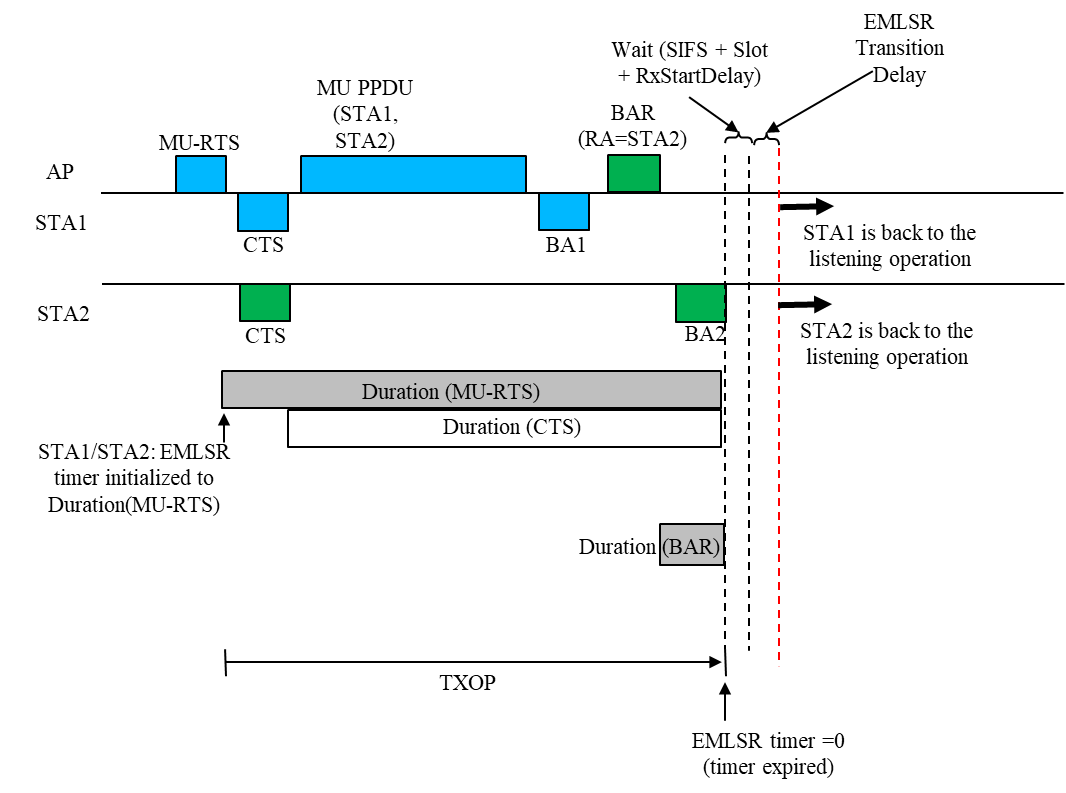 EMLSR
Transition
Delay
Wait (SIFS + Slot
+ RxStartDelay)
MU PPDU
(STA1,
STA2)
BAR
(RA=STA2)
MU-RTS
AP
STA1
CTS
BA1
STA1 is back to the
listening operation
STA2
CTS
BA2
STA2 is back to the
listening operation
Duration (MU-RTS)
Duration (CTS)
STA1/STA2: EMLSR
timer initialized to
Duration(MU-RTS)
Duration (BAR)
TXOP
EMLSR timer =0
(timer expired)